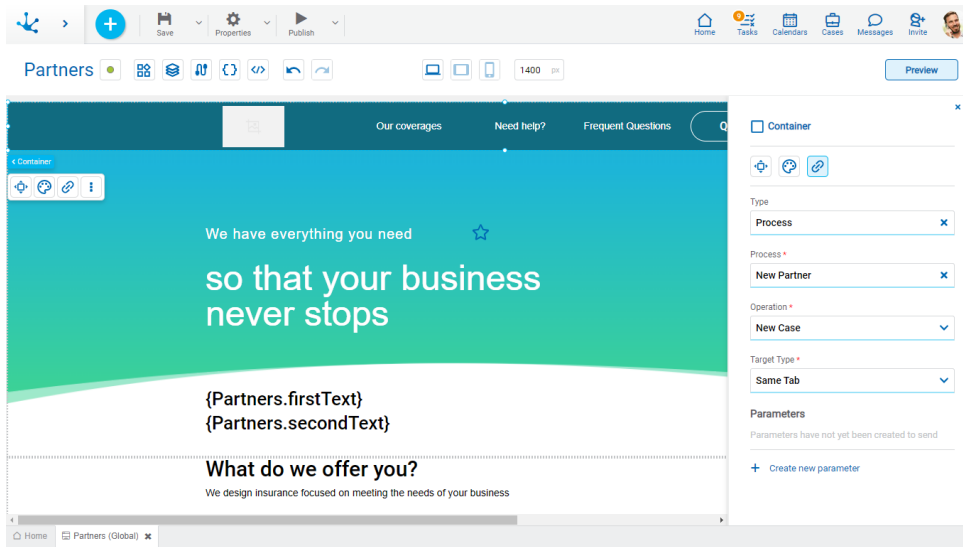 Save
Properties
Publish
Home
9
Tasks
Calendars
Cases
Messages
Invite
Partners
1400 px
Preview
Our coverages
Need help?
Frequent Questions
Q
Container
Container
We have everything you need
so that your business
never stops
{Partners.firstText}
{Partners.secondText}
What do we offer you?
We design insurance focused on meeting the needs of your business
Type
Process
Process *
New Partner
Operation *
New Case
Target Type *
Same Tab
Parameters
Parameters have not yet been created to send
+ Create new parameter
Home
Partners (Global)